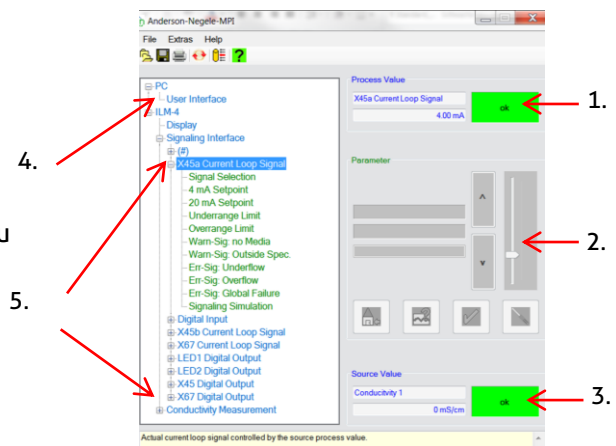 Anderson-Negele-MPI
File Extras Help
?
PC
User Interface
ILM-4
Display
Signaling Interface
(#)
X45a Current Loop Signal
Signal Selection
4 mA Setpoint
20 mA Setpoint
Underrange Limit
Overrange Limit
Warn-Sig: no Media
Warn-Sig: Outside Spec.
Err-Sig: Underflow
Err-Sig: Overflow
Err-Sig: Global Failure
Signaling Simulation
Digital Input
X45b Current Loop Signal
X67 Current Loop Signal
LED1 Digital Output
LED2 Digital Output
X45 Digital Output
X67 Digital Output
Conductivity Measurement
Process Value
X45a Current Loop Signal
4.00 mA
ok
Parameter
Source Value
Conducitvity 1
0 mS/cm
ok
Actual current loop signal controlled by the source process value.
1.
2.
3.
4.
5.